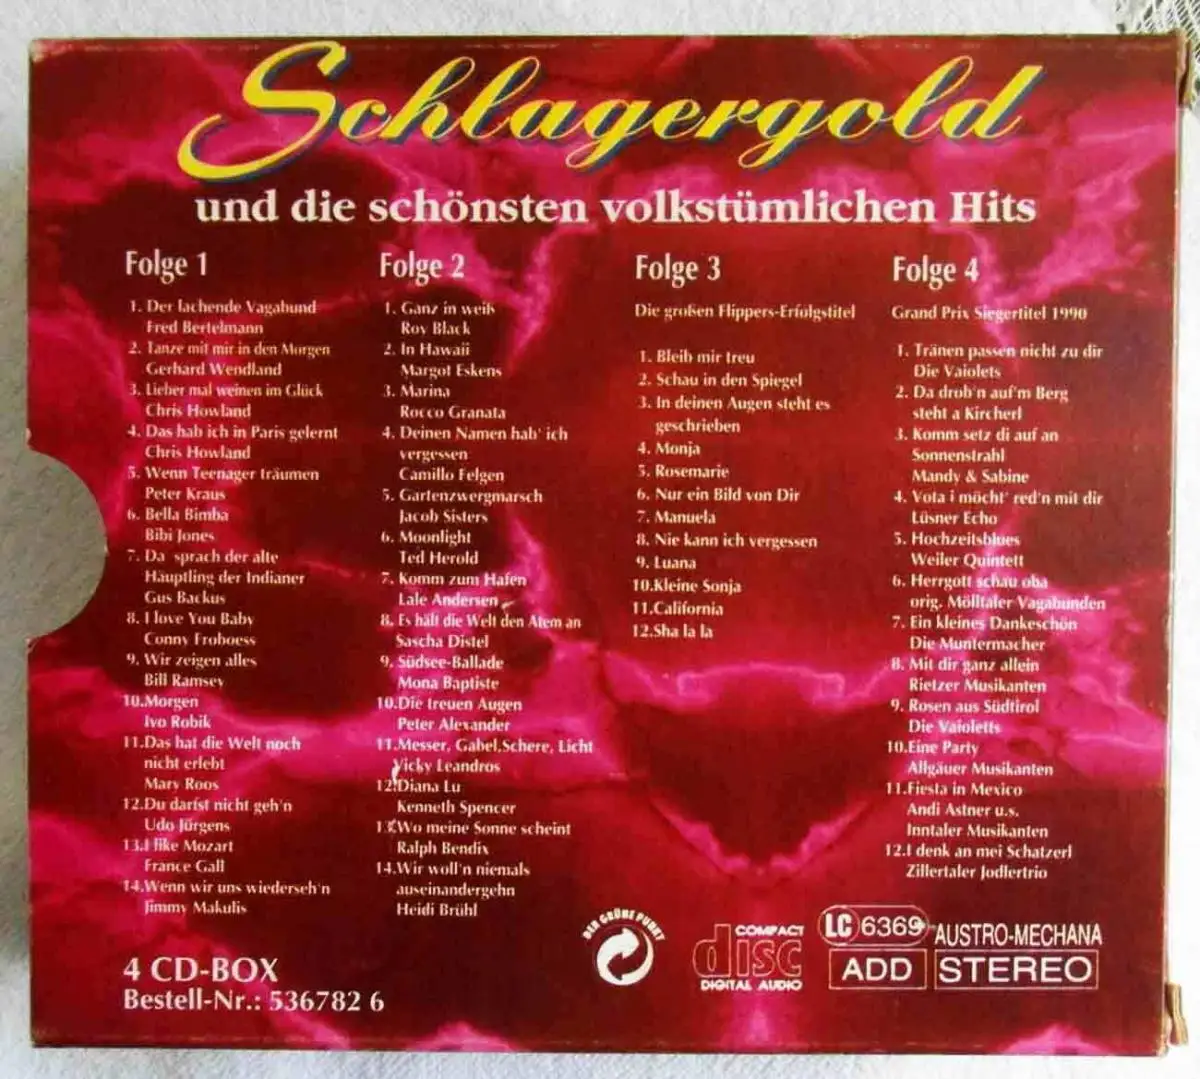 Schlagergold
und die schönsten volkstümlichen Hits
Folge 1
1. Der lachende Vagabund
Fred Bertelmann
2. Tanze mit mir in den Morgen
Gerhard Wendland
3. Lieber mal weinen im Glück
Chris Howland
4. Das hab ich in Paris gelernt
Chris Howland
5. Wenn Teenager träumen
Peter Kraus
6. Bella Bimba
Bibi Jones
7. Da sprach der alte
Häuptling der Indianer
Gus Backus
8. I love You Baby
Conny Froboess
9. Wir zeigen alles
Bill Ramsey
10.Morgen
Ivo Robik
11.Das hat die Welt noch
nicht erlebt
Mary Roos
12.Du darfst nicht geh'n
Udo Jürgens
13.I like Mozart
France Gall
14.Wenn wir uns wiederseh'n
Jimmy Makulis
Folge 2
1. Ganz in weiß
Roy Black
2. In Hawaii
Margot Eskens
3. Marina
Rocco Granata
4. Deinen Namen hab' ich
vergessen
Camillo Felgen
5. Gartenzwergmarsch
Jacob Sisters
6. Moonlight
Ted Herold
7. Komm zum Hafen
Lale Andersen
8. Es hält die Welt den Atem an
Sascha Distel
9. Südsee-Ballade
Mona Baptiste
10.Die treuen Augen
Peter Alexander
11.Messer, Gabel,Schere, Licht
Vicky Leandros
12.Diana Lu
Kenneth Spencer
13.Wo meine Sonne scheint
Ralph Bendix
14.Wir woll'n niemals
auseinandergehn
Heidi Brühl
Folge 3
Die großen Flippers-Erfolgstitel
1. Bleib mir treu
2. Schau in den Spiegel
3. In deinen Augen steht es
geschrieben
4. Monja
5. Rosemarie
6. Nur ein Bild von Dir
7. Manuela
8. Nie kann ich vergessen
9. Luana
10.Kleine Sonja
11.California
12.Sha la la
Folge 4
Grand Prix Siegertitel 1990
1. Tränen passen nicht zu dir
Die Vaiolets
2. Da drob'n auf'm Berg
steht a Kircherl
3. Komm setz di auf an
Sonnenstrahl
Mandy & Sabine
4. Vota i möcht' red'n mit dir
Lüsner Echo
5. Hochzeitsblues
Weiler Quintett
6. Herrgott schau oba
orig. Mölltaler Vagabunden
7. Ein kleines Dankeschön
Die Muntermacher
8. Mit dir ganz allein
Rietzer Musikanten
9. Rosen aus Südtirol
Die Vaioletts
10.Eine Party
Allgäuer Musikanten
11.Fiesta in Mexico
Andi Astner u.s.
Inntaler Musikanten
12.I denk an mei Schatzerl
Zillertaler Jodlertrio
4 CD-BOX
Bestell-Nr.: 536782 6
DER GRÜNE PUNKT
COMPACT
disc
DIGITAL AUDIO
LC 6369
ADD
AUSTRO-MECHANA
STEREO